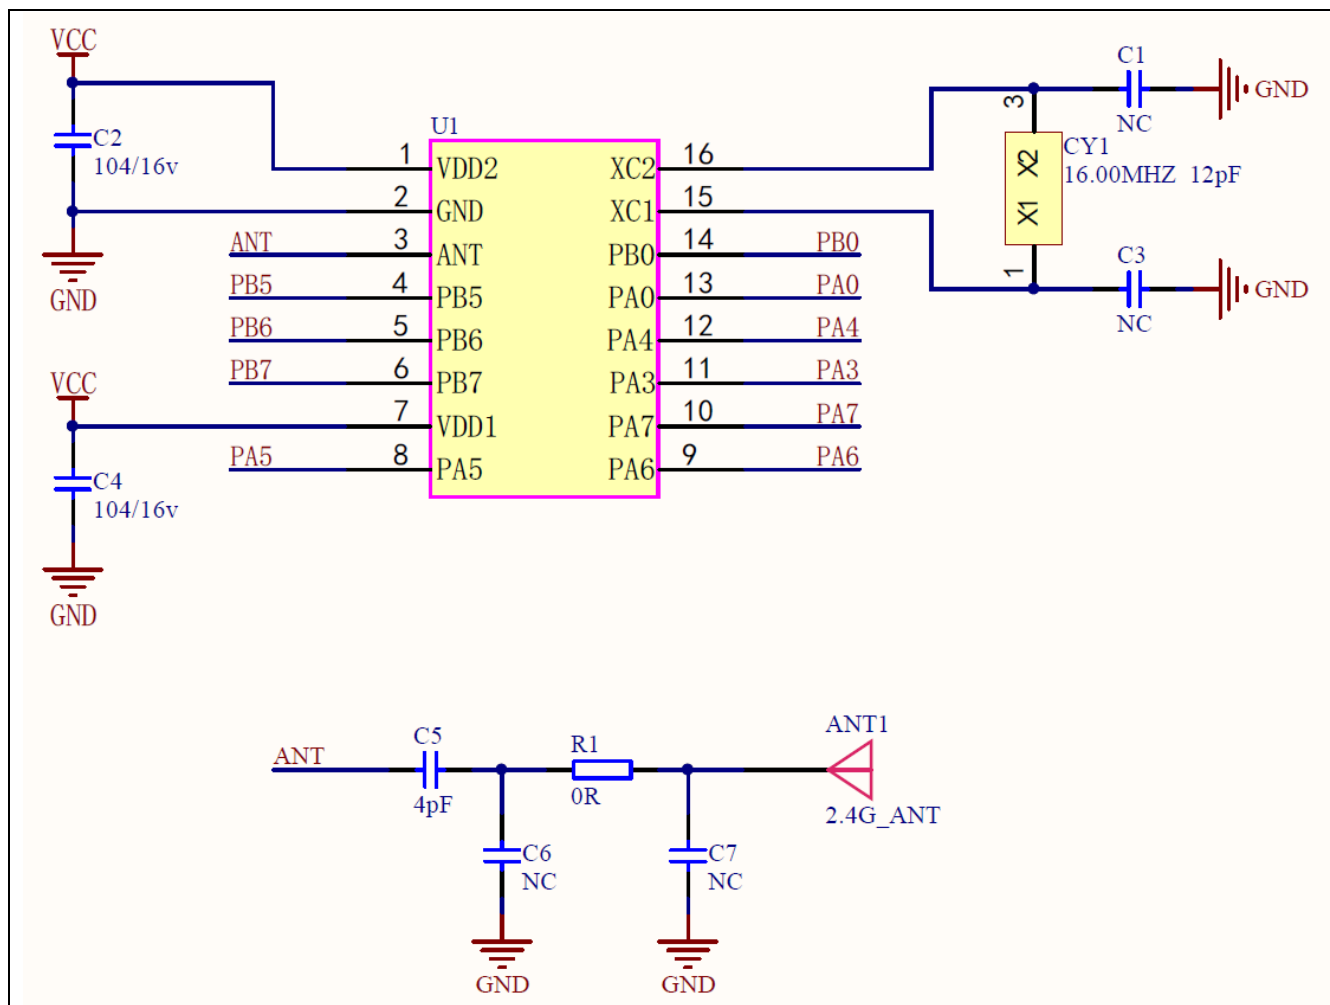 VCC
C2
104/16v
GND
VCC
C4
104/16v
GND
U1
1 VDD2 XC2 16
2 GND XC1 15
ANT 3 ANT PB0 14 PB0
PB5 4 PB5 PA0 13 PA0
PB6 5 PB6 PA4 12 PA4
PB7 6 PB7 PA3 11 PA3
7 VDD1 PA7 10 PA7
PA5 8 PA5 PA6 9 PA6
C1
NC
GND
3
X2
X1
1
CY1
16.00MHZ 12pF
C3
NC
GND
ANT
C5
4pF
R1
0R
ANT1
2.4G_ANT
C6
NC
GND
C7
NC
GND